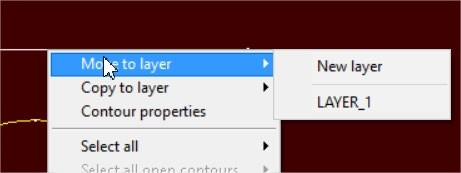 Move to layer
New layer
Copy to layer
LAYER_1
Contour properties
Select all
Select all open contours